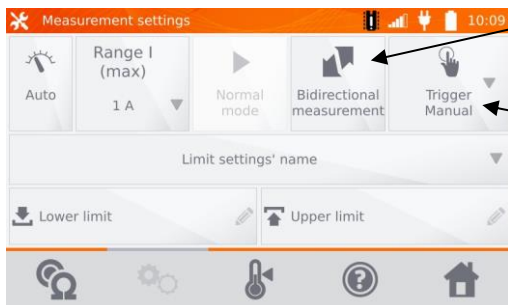 Measurement settings 10:09
Auto
Range I
(max)
1 A
Normal
mode
Bidirectional
measurement
Trigger
Manual
Limit settings' name
Lower limit
Upper limit